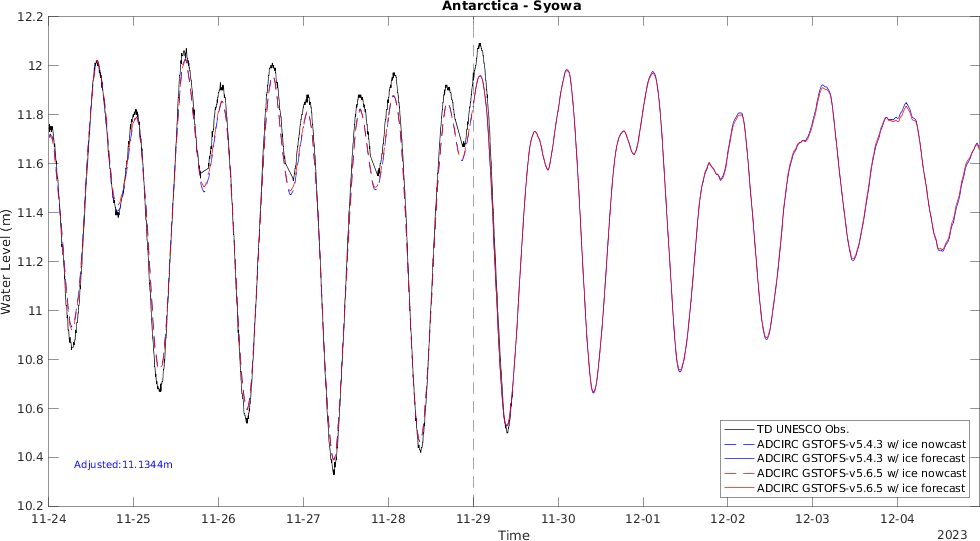 Antarctica - Syowa
12.2
12
11.8
11.6
11.4
11.2
11
10.8
10.6
10.4
10.2
Water Level (m)
Adjusted:11.1344m
TD UNESCO Obs.
ADCIRC GSTOFS-v5.4.3 w/ ice nowcast
ADCIRC GSTOFS-v5.4.3 w/ ice forecast
ADCIRC GSTOFS-v5.6.5 w/ ice nowcast
ADCIRC GSTOFS-v5.6.5 w/ ice forecast
11-24 11-25 11-26 11-27 11-28 11-29 11-30 12-01 12-02 12-03 12-04
Time
2023